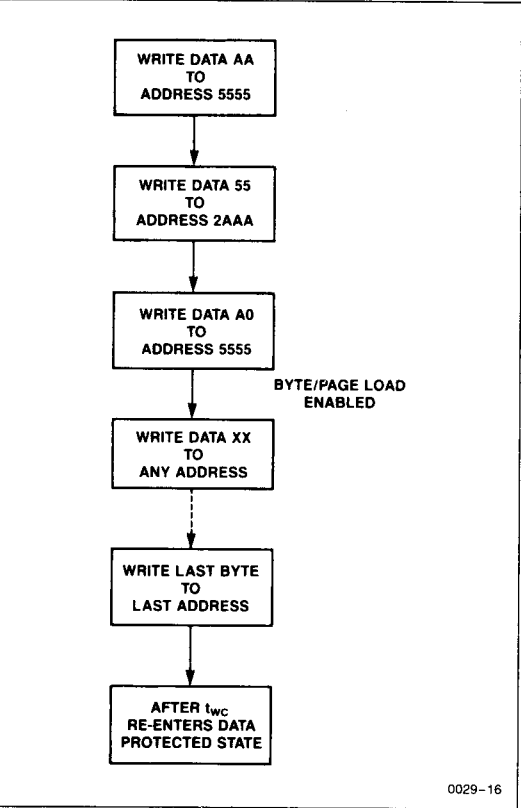 WRITE DATA AA
TO
ADDRESS 5555
WRITE DATA 55
TO
ADDRESS 2AAA
WRITE DATA A0
TO
ADDRESS 5555
BYTE/PAGE LOAD
ENABLED
WRITE DATA XX
TO
ANY ADDRESS
WRITE LAST BYTE
TO
LAST ADDRESS
AFTER tWC
RE-ENTERS DATA
PROTECTED STATE
0029-16